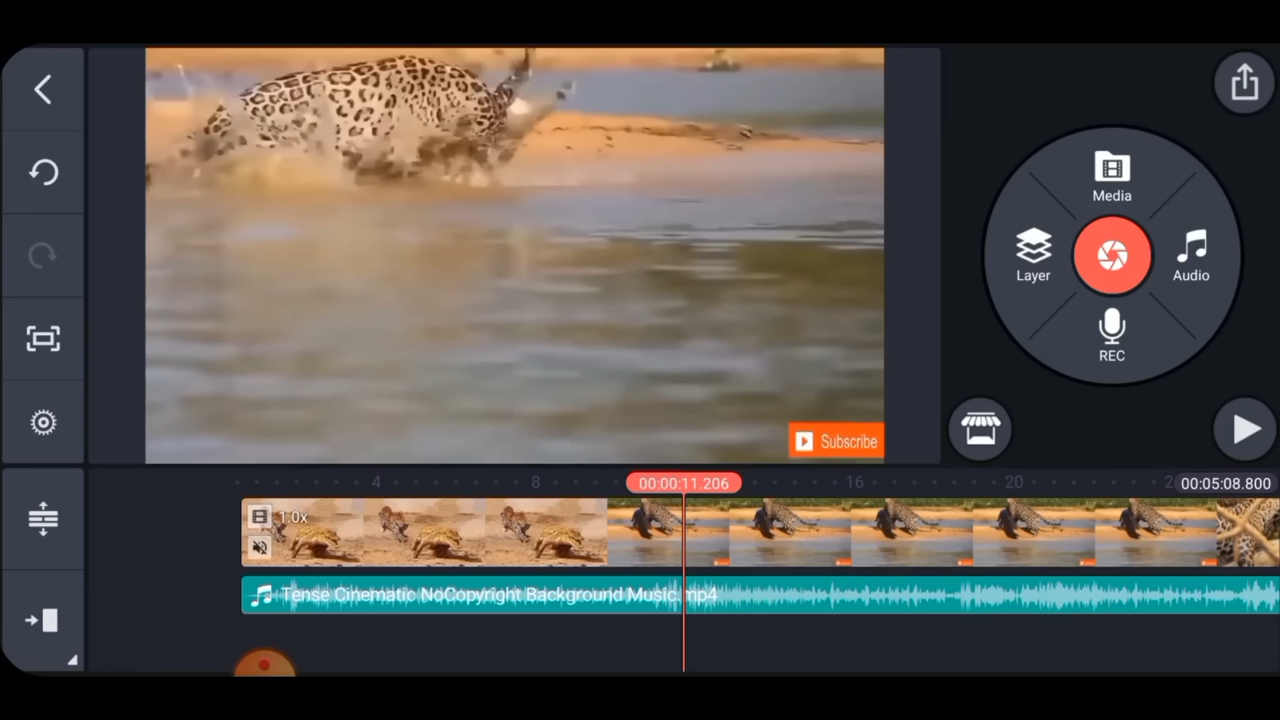 Media
Layer
Audio
REC
Subscribe
4
8
00:00:11.206
16
20
00:05:08.800
1.0x
Tense Cinematic NoCopyright Background Music.mp4